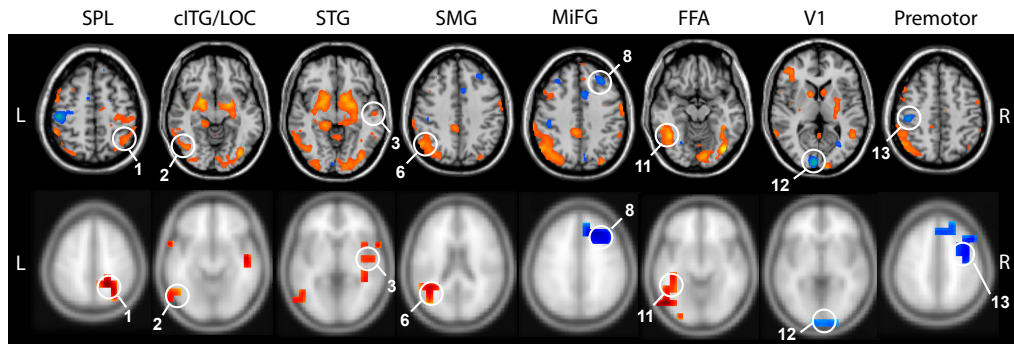 SPL cITG/LOC STG SMG MiFG FFA V1 Premotor
8
L R
1 2 3 6 11 12 13
8
L R
1 2 3 6 11 12 13